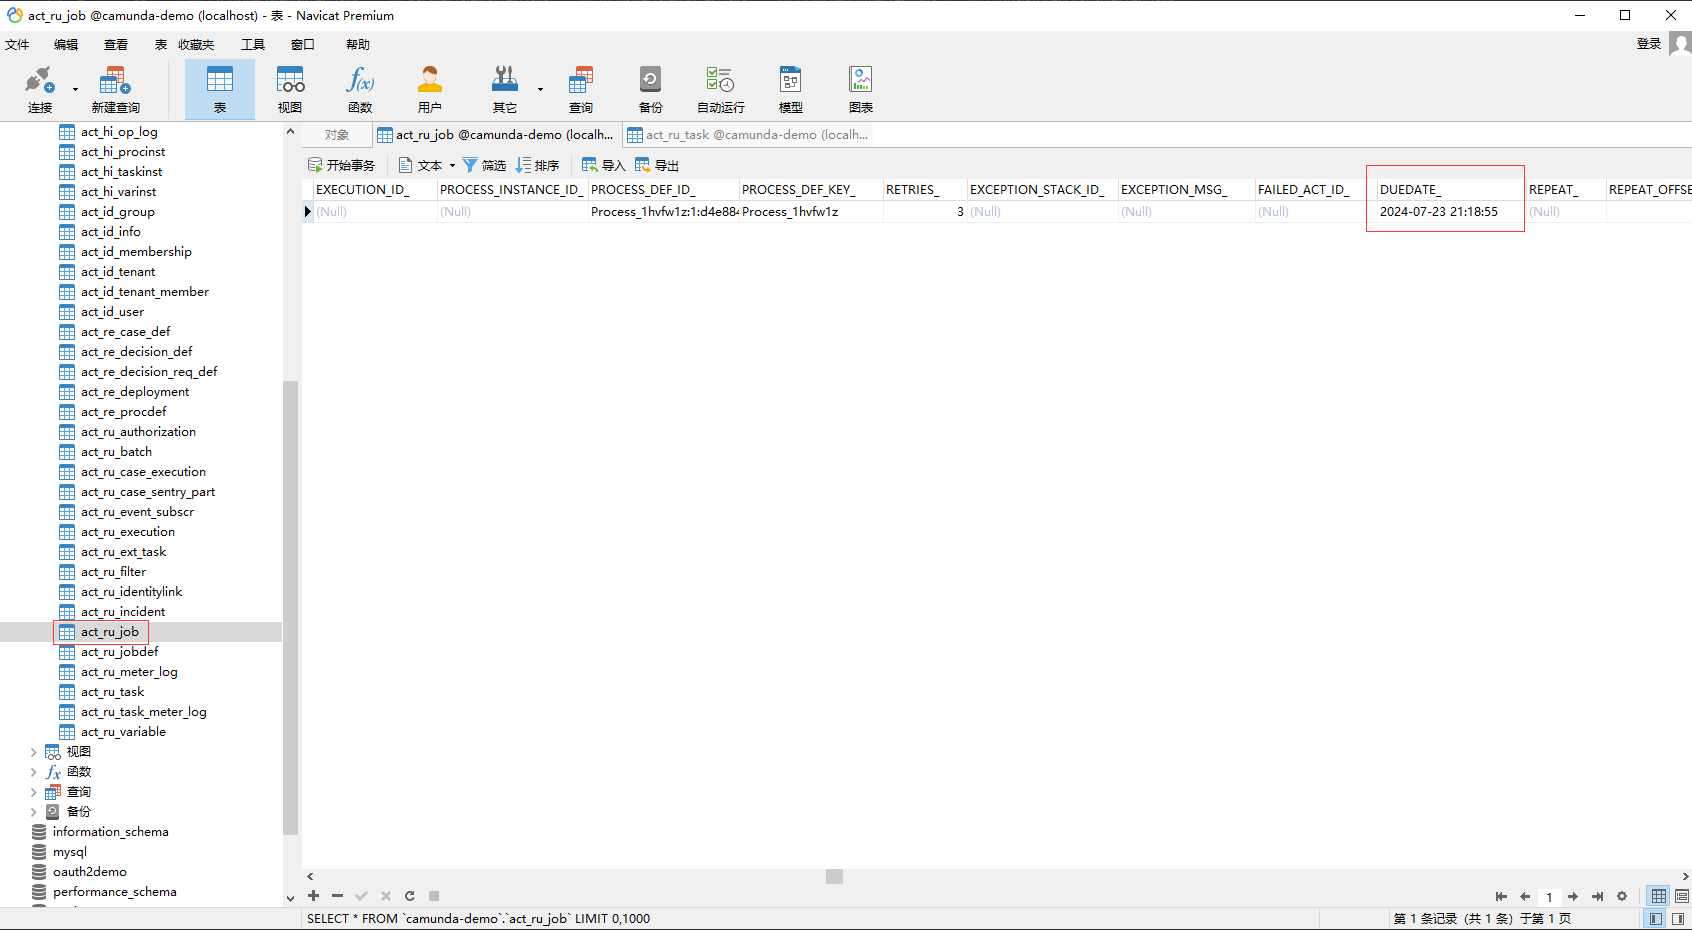 act_ru_job @camunda-demo (localhost) - 表 - Navicat Premium
文件 编辑 查看 表 收藏夹 工具 窗口 帮助 登录
连接 新建查询 表 视图 函数 用户 其它 查询 备份 自动运行 模型 图表
对象 act_ru_job @camunda-demo (localh... act_ru_task @camunda-demo (localh...
开始事务 文本 筛选 排序 导入 导出
EXECUTION_ID_ PROCESS_INSTANCE_ID_ PROCESS_DEF_ID_ PROCESS_DEF_KEY_ RETRIES_ EXCEPTION_STACK_ID_ EXCEPTION_MSG_ FAILED_ACT_ID_ DUEDATE_ REPEAT_ REPEAT_OFFSE
(Null) (Null) Process_1hvfw1z:1:d4e884 Process_1hvfw1z 3 (Null) (Null) (Null) 2024-07-23 21:18:55 (Null)
act_hi_op_log
act_hi_procinst
act_hi_taskinst
act_hi_varinst
act_id_group
act_id_info
act_id_membership
act_id_tenant
act_id_tenant_member
act_id_user
act_re_case_def
act_re_decision_def
act_re_decision_req_def
act_re_deployment
act_re_procdef
act_ru_authorization
act_ru_batch
act_ru_case_execution
act_ru_case_sentry_part
act_ru_event_subscr
act_ru_execution
act_ru_ext_task
act_ru_filter
act_ru_identitylink
act_ru_incident
act_ru_job
act_ru_jobdef
act_ru_meter_log
act_ru_task
act_ru_task_meter_log
act_ru_variable
视图
函数
查询
备份
information_schema
mysql
oauth2demo
performance_schema
1
SELECT * FROM `camunda-demo`.`act_ru_job` LIMIT 0,1000 第 1 条记录 (共 1 条) 于第 1 页